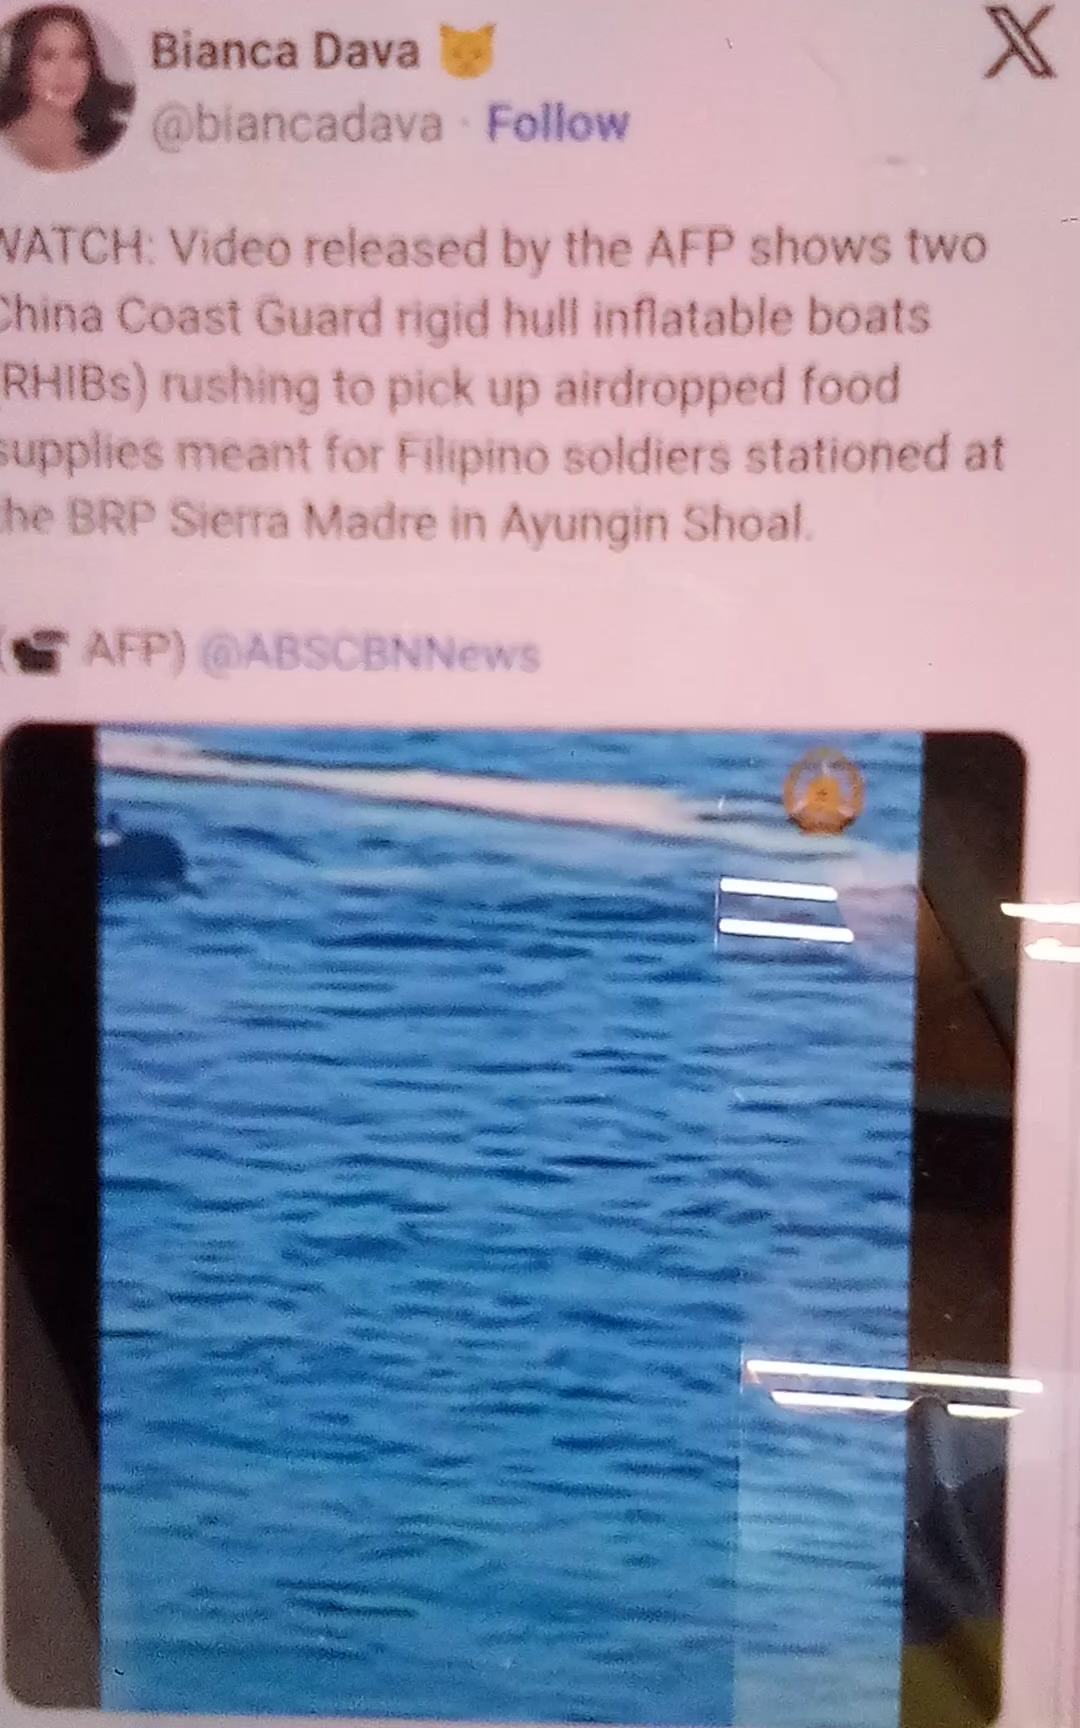 Bianca Dava 😺
@biancadava · Follow
WATCH: Video released by the AFP shows two
China Coast Guard rigid hull inflatable boats
(RHIBs) rushing to pick up airdropped food
supplies meant for Filipino soldiers stationed at
the BRP Sierra Madre in Ayungin Shoal.
(📹 AFP) @ABSCBNNews